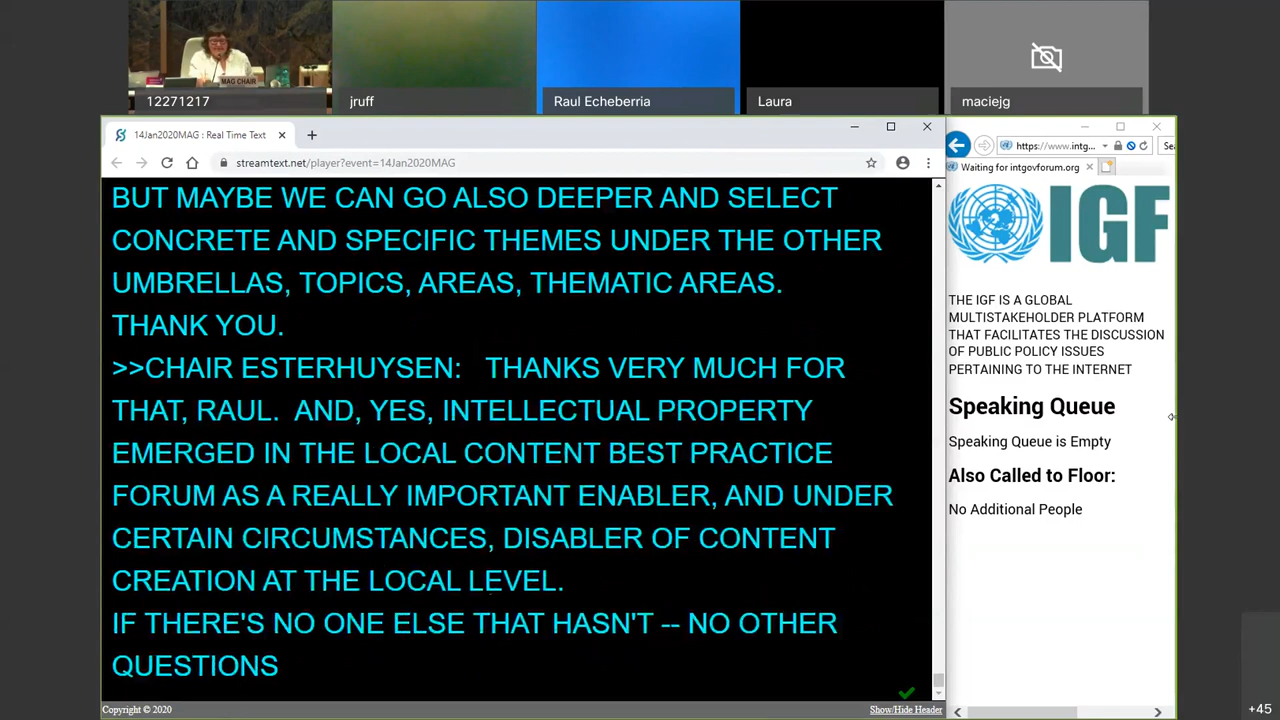 MAG CHAIR
12271217
jruff
Raul Echeberria
Laura
maciejg
14Jan2020MAG : Real Time Text
streamtext.net/player?event=14Jan2020MAG
BUT MAYBE WE CAN GO ALSO DEEPER AND SELECT
CONCRETE AND SPECIFIC THEMES UNDER THE OTHER
UMBRELLAS, TOPICS, AREAS, THEMATIC AREAS.
THANK YOU.
>>CHAIR ESTERHUYSEN:   THANKS VERY MUCH FOR
THAT, RAUL.  AND, YES, INTELLECTUAL PROPERTY
EMERGED IN THE LOCAL CONTENT BEST PRACTICE
FORUM AS A REALLY IMPORTANT ENABLER, AND UNDER
CERTAIN CIRCUMSTANCES, DISABLER OF CONTENT
CREATION AT THE LOCAL LEVEL.
IF THERE'S NO ONE ELSE THAT HASN'T -- NO OTHER
QUESTIONS
Copyright © 2020
Show/Hide Header
https://www.intg...
Sea
Waiting for intgovforum.org
IGF
THE IGF IS A GLOBAL
MULTISTAKEHOLDER PLATFORM
THAT FACILITATES THE DISCUSSION
OF PUBLIC POLICY ISSUES
PERTAINING TO THE INTERNET
Speaking Queue
Speaking Queue is Empty
Also Called to Floor:
No Additional People
+45